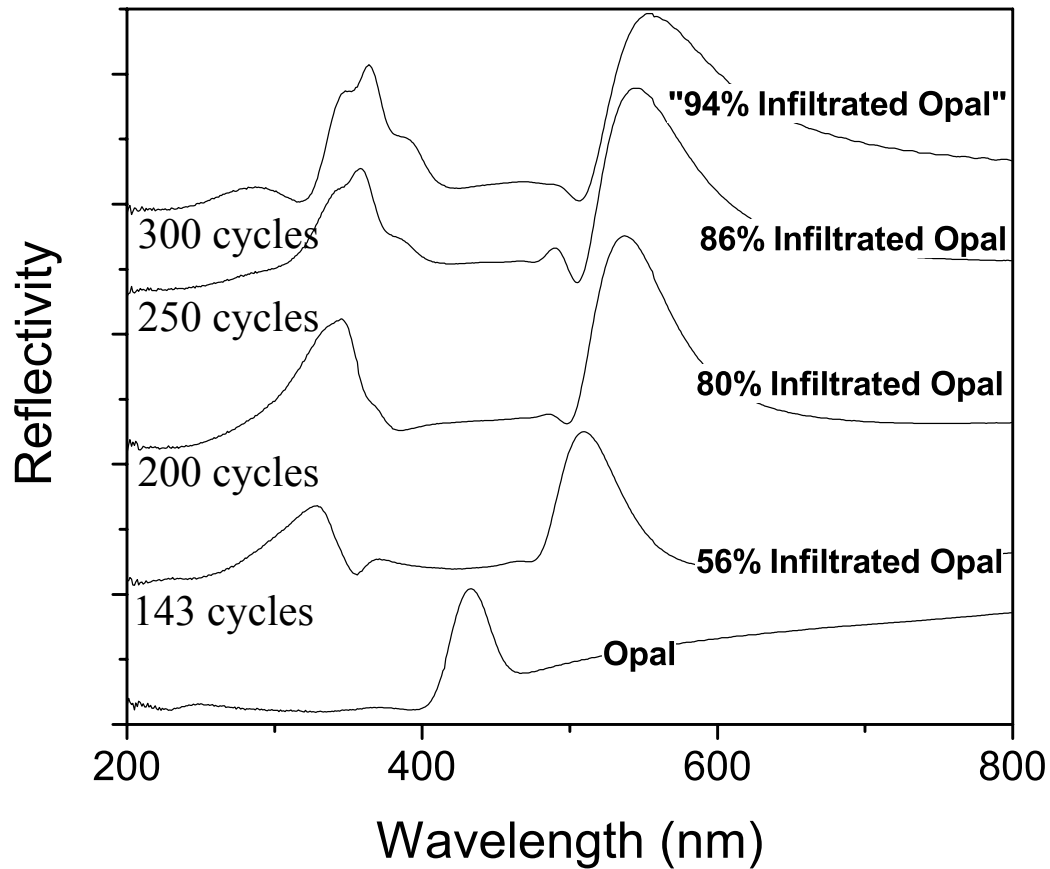 "94% Infiltrated Opal"
300 cycles
86% Infiltrated Opal
250 cycles
80% Infiltrated Opal
200 cycles
56% Infiltrated Opal
143 cycles
Opal
Reflectivity
200 400 600 800
Wavelength (nm)